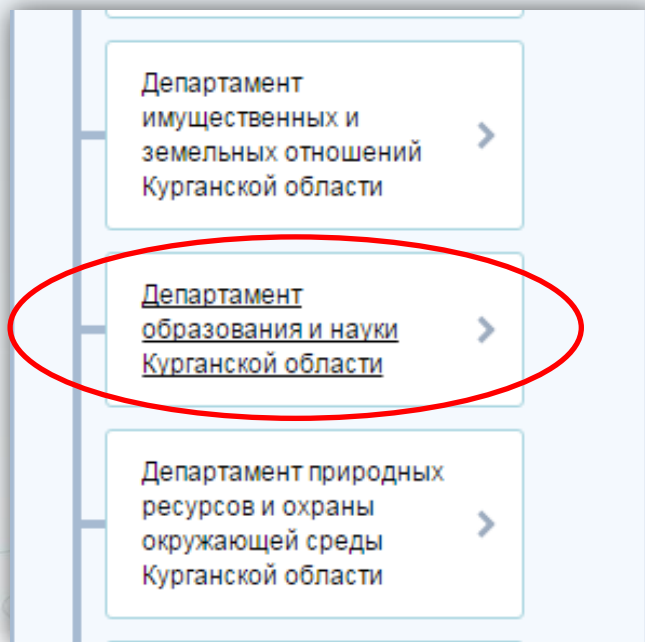 Департамент
имущественных и
земельных отношений
Курганской области
Департамент
образования и науки
Курганской области
Департамент природных
ресурсов и охраны
окружающей среды
Курганской области